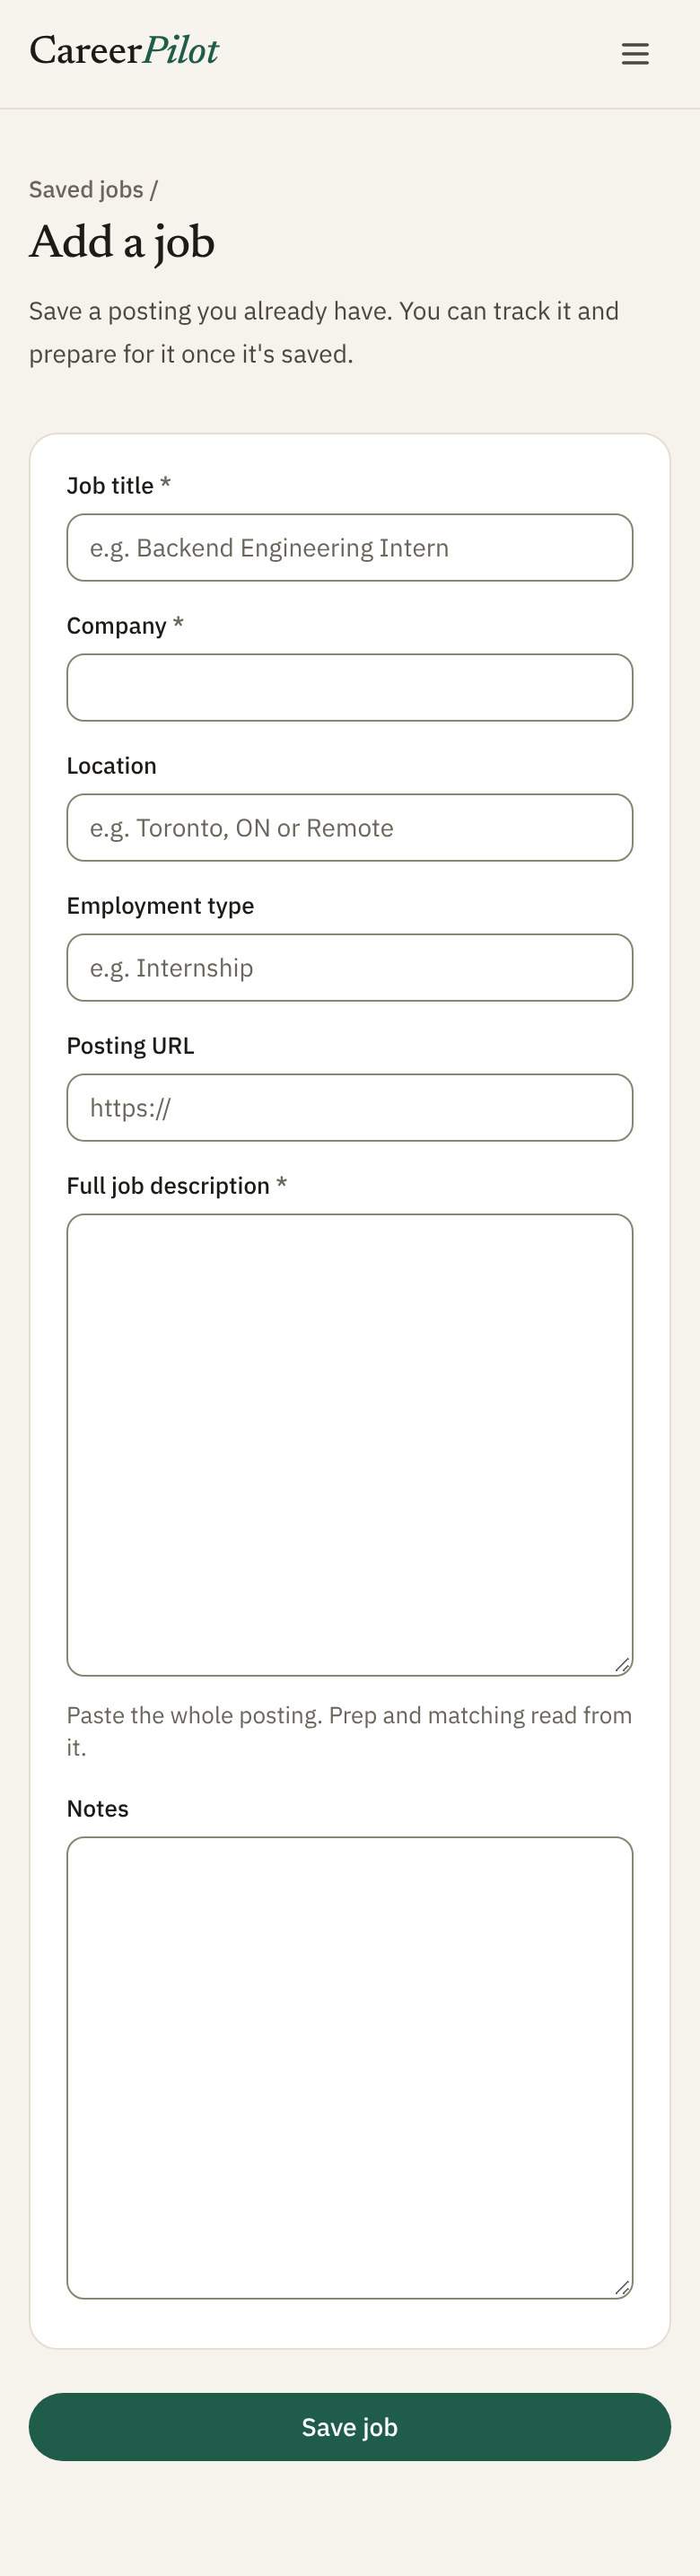 CareerPilot
Saved jobs /
Add a job
Save a posting you already have. You can track it and
prepare for it once it's saved.
Job title *
e.g. Backend Engineering Intern
Company *
Location
e.g. Toronto, ON or Remote
Employment type
e.g. Internship
Posting URL
https://
Full job description *
Paste the whole posting. Prep and matching read from
it.
Notes
Save job